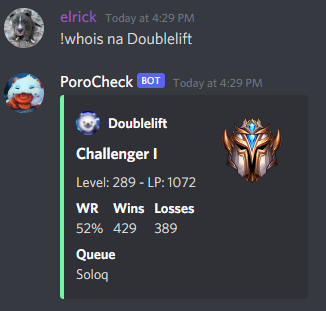 elrick Today at 4:29 PM
!whois na Doublelift
PoroCheck BOT Today at 4:29 PM
Doublelift
Challenger I
Level: 289 - LP: 1072
WR Wins Losses
52% 429 389
Queue
Soloq